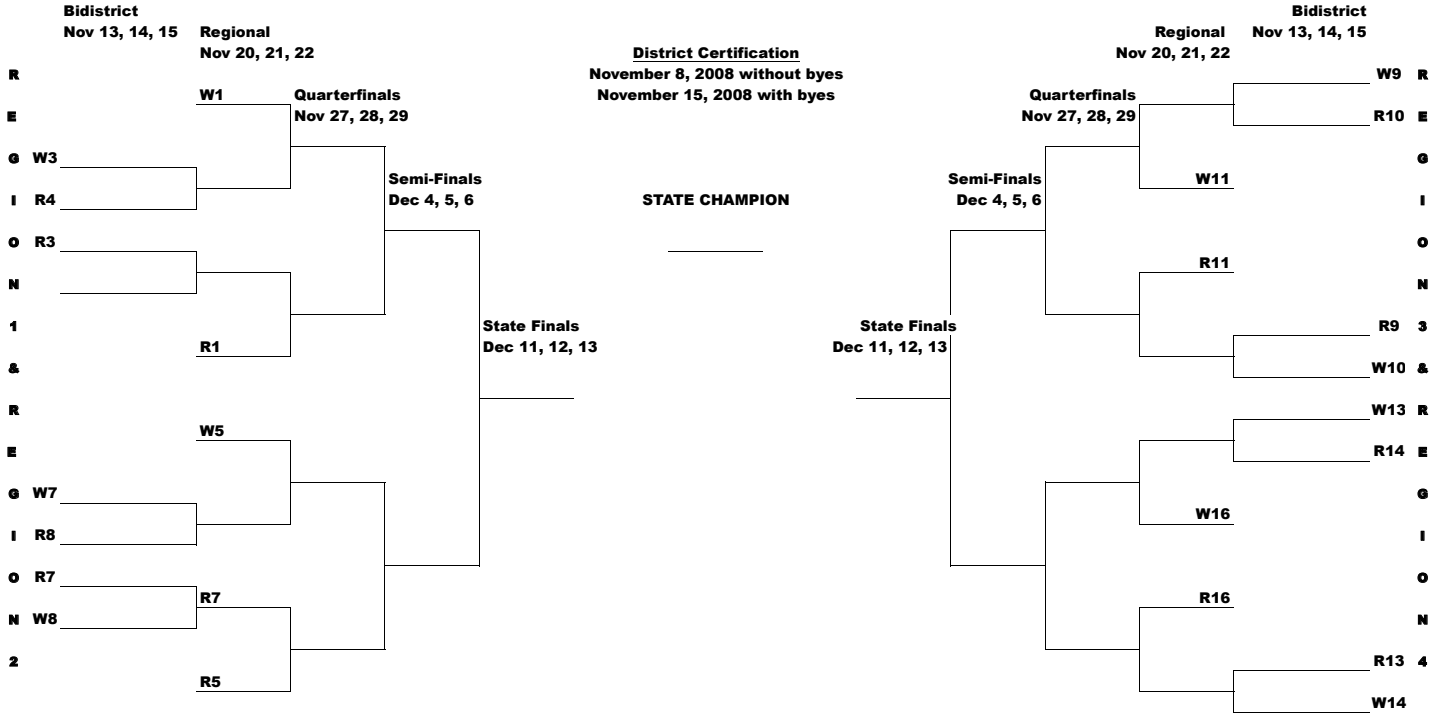 Bidistrict
Nov 13, 14, 15
Regional
Nov 20, 21, 22
Quarterfinals
Nov 27, 28, 29
Semi-Finals
Dec 4, 5, 6
State Finals
Dec 11, 12, 13
REGION 1 & REGION 2
W1
W3
R4
R3
R1
W5
W7
R8
R7
W8
R7
R5
District Certification
November 8, 2008 without byes
November 15, 2008 with byes
STATE CHAMPION
Bidistrict
Nov 13, 14, 15
Regional
Nov 20, 21, 22
Quarterfinals
Nov 27, 28, 29
Semi-Finals
Dec 4, 5, 6
State Finals
Dec 11, 12, 13
W9
R10
W11
R11
R9
W10
W13
R14
W16
R16
R13
W14
REGION 3 & REGION 4